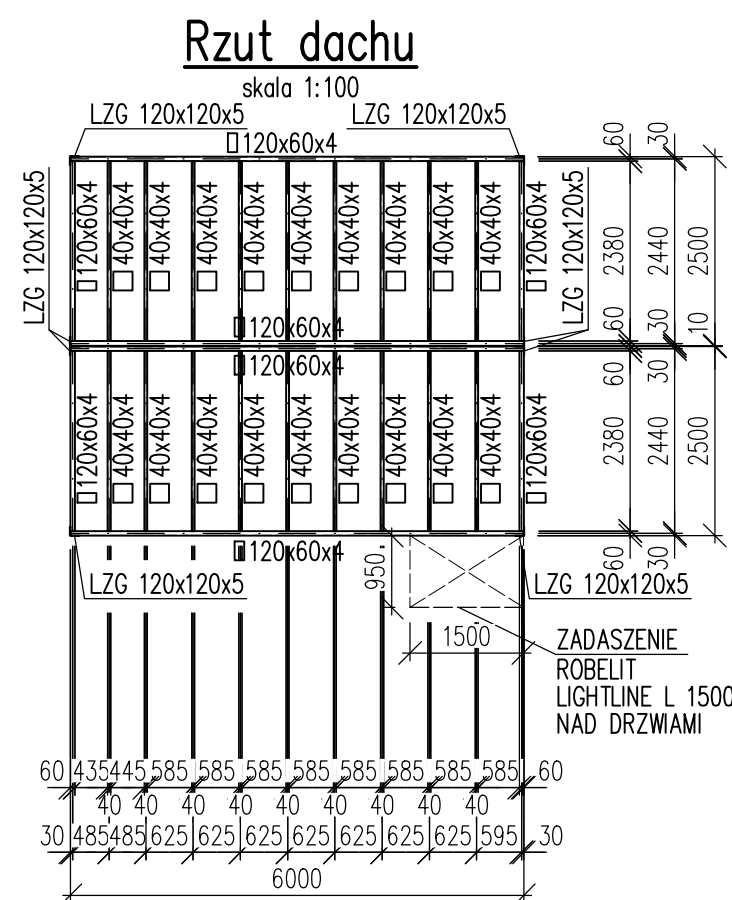 Rzut dachu
skala 1:100
LZG 120x120x5
LZG 120x120x5
120x60x4
60
30
LZG 120x120x5
120x60x4
40x40x4
40x40x4
40x40x4
40x40x4
40x40x4
40x40x4
40x40x4
40x40x4
40x40x4
120x60x4
LZG 120x120x5
2380
2440
2500
120x60x4
60
30
10
120x60x4
60
30
120x60x4
40x40x4
40x40x4
40x40x4
40x40x4
40x40x4
40x40x4
40x40x4
40x40x4
40x40x4
120x60x4
2380
2440
2500
120x60x4
950
60
30
LZG 120x120x5
LZG 120x120x5
1500
ZADASZENIE
ROBELIT
LIGHTLINE L 1500
NAD DRZWIAMI
60 435 445 585 585 585 585 585 585 585 585 60
40 40 40 40 40 40 40 40 40
30 485 485 625 625 625 625 625 625 625 595 30
6000